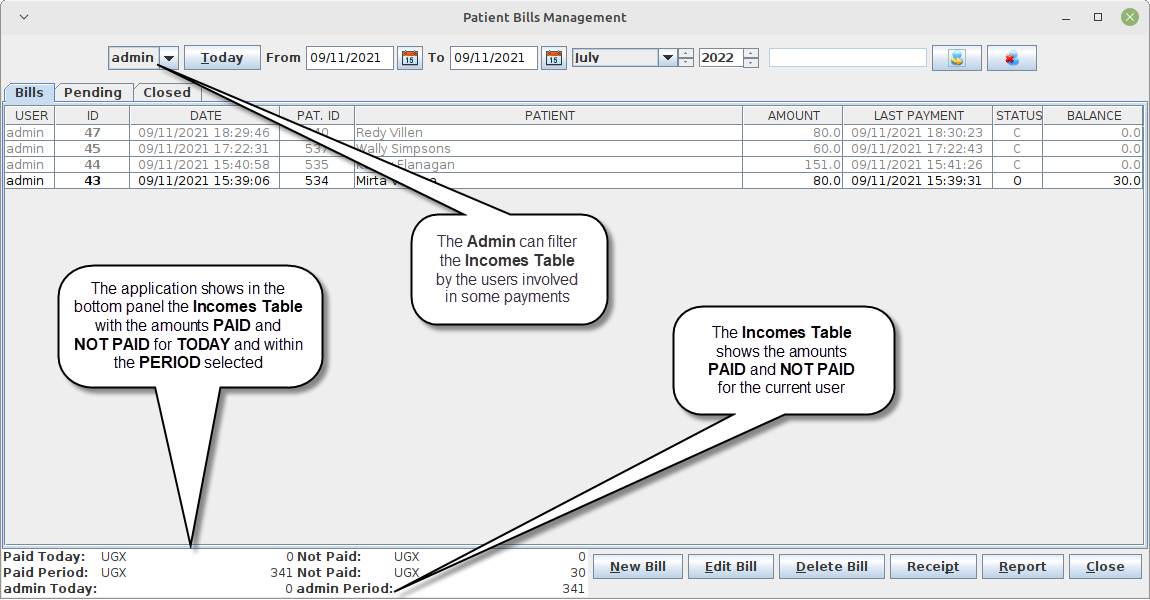 Patient Bills Management
admin Today From 09/11/2021 To 09/11/2021 July 2022
Bills Pending Closed
USER ID DATE PAT. ID PATIENT AMOUNT LAST PAYMENT STATUS BALANCE
admin 47 09/11/2021 18:29:46 Redy Villen 80.0 09/11/2021 18:30:23 C 0.0
admin 45 09/11/2021 17:22:31 Wally Simpsons 60.0 09/11/2021 17:22:43 C 0.0
admin 44 09/11/2021 15:40:58 535 Flanagan 151.0 09/11/2021 15:41:26 C 0.0
admin 43 09/11/2021 15:39:06 534 Mirta 80.0 09/11/2021 15:39:31 O 30.0
The Admin can filter
the Incomes Table
by the users involved
in some payments
The application shows in the
bottom panel the Incomes Table
with the amounts PAID and
NOT PAID for TODAY and within
the PERIOD selected
The Incomes Table
shows the amounts
PAID and NOT PAID
for the current user
Paid Today: UGX 0 Not Paid: UGX 0
Paid Period: UGX 341 Not Paid: UGX 30
admin Today: 0 admin Period: 341
New Bill Edit Bill Delete Bill Receipt Report Close